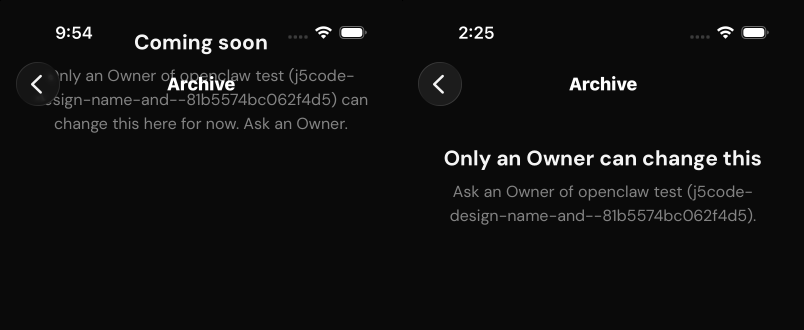 9:54
Coming soon
Only an Owner of openclaw test (j5code-
Archive
design-name-and--81b5574bc062f4d5) can
change this here for now. Ask an Owner.
2:25
Archive
Only an Owner can change this
Ask an Owner of openclaw test (j5code-
design-name-and--81b5574bc062f4d5).